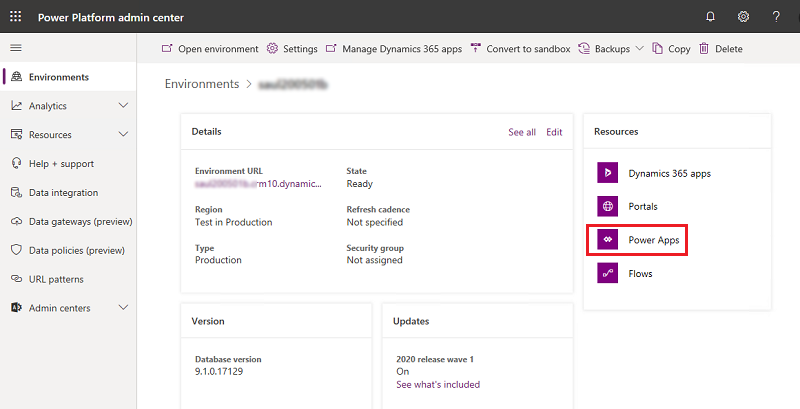 Power Platform admin center
Open environment Settings Manage Dynamics 365 apps Convert to sandbox Backups Copy Delete
Environments
Analytics
Resources
Help + support
Data integration
Data gateways (preview)
Data policies (preview)
URL patterns
Admin centers
Environments >
Details See all Edit
Environment URL State
rm10.dynamic... Ready
Region Refresh cadence
Test in Production Not specified
Type Security group
Production Not assigned
Resources
Dynamics 365 apps
Portals
Power Apps
Flows
Version
Database version
9.1.0.17129
Updates
2020 release wave 1
On
See what's included